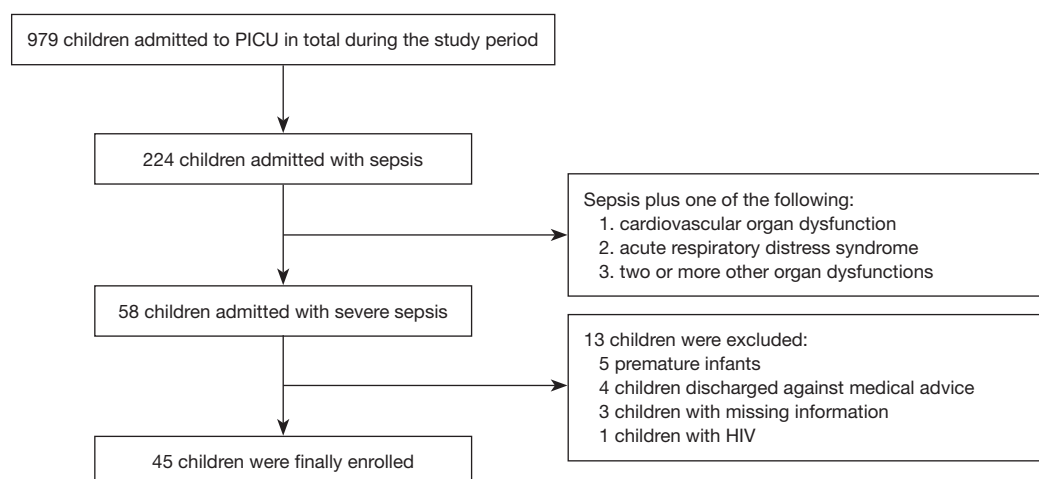 979 children admitted to PICU in total during the study period
224 children admitted with sepsis
Sepsis plus one of the following:
1. cardiovascular organ dysfunction
2. acute respiratory distress syndrome
3. two or more other organ dysfunctions
58 children admitted with severe sepsis
13 children were excluded:
5 premature infants
4 children discharged against medical advice
3 children with missing information
1 children with HIV
45 children were finally enrolled